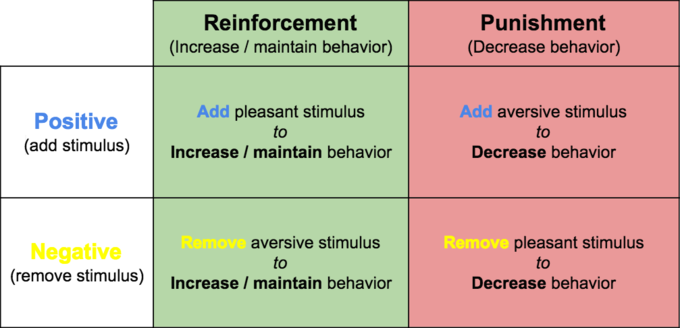 Reinforcement
(Increase / maintain behavior)
Punishment
(Decrease behavior)
Positive
(add stimulus)
Add pleasant stimulus
to
Increase / maintain behavior
Add aversive stimulus
to
Decrease behavior
Negative
(remove stimulus)
Remove aversive stimulus
to
Increase / maintain behavior
Remove pleasant stimulus
to
Decrease behavior